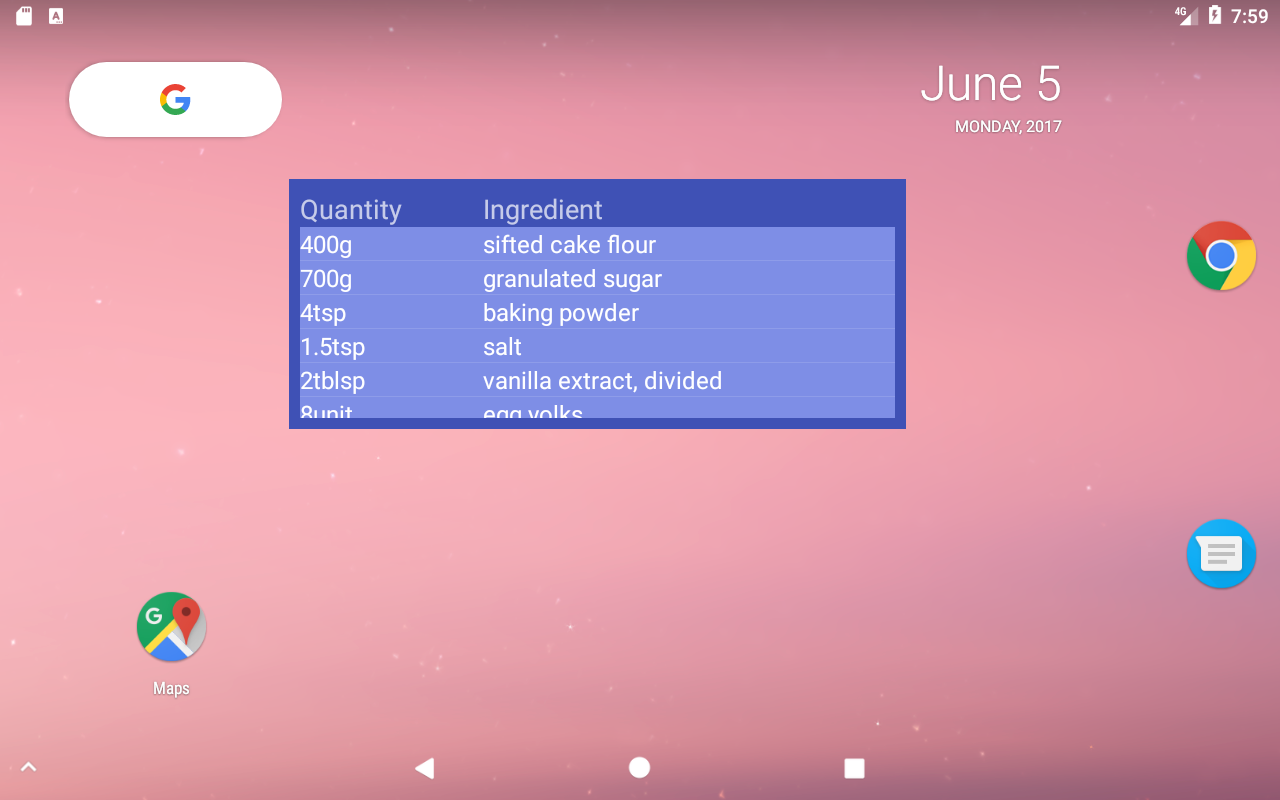 4G 7:59
June 5
MONDAY, 2017
Quantity Ingredient
400g sifted cake flour
700g granulated sugar
4tsp baking powder
1.5tsp salt
2tblsp vanilla extract, divided
8unit egg yolks
Maps